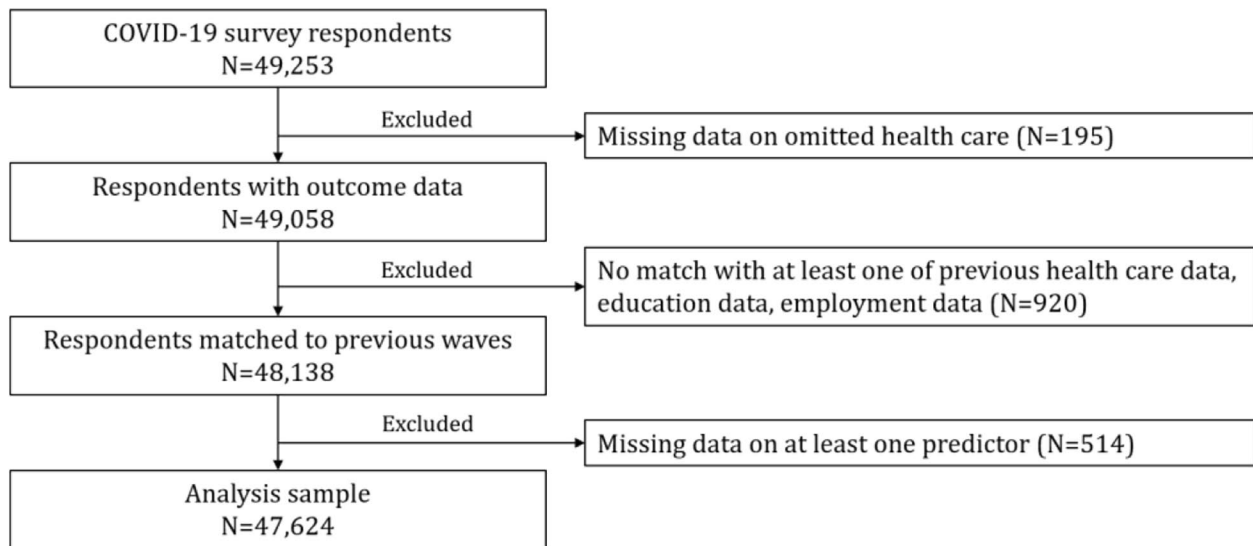 COVID-19 survey respondents
N=49,253
Excluded
Missing data on omitted health care (N=195)
Respondents with outcome data
N=49,058
Excluded
No match with at least one of previous health care data,
education data, employment data (N=920)
Respondents matched to previous waves
N=48,138
Excluded
Missing data on at least one predictor (N=514)
Analysis sample
N=47,624